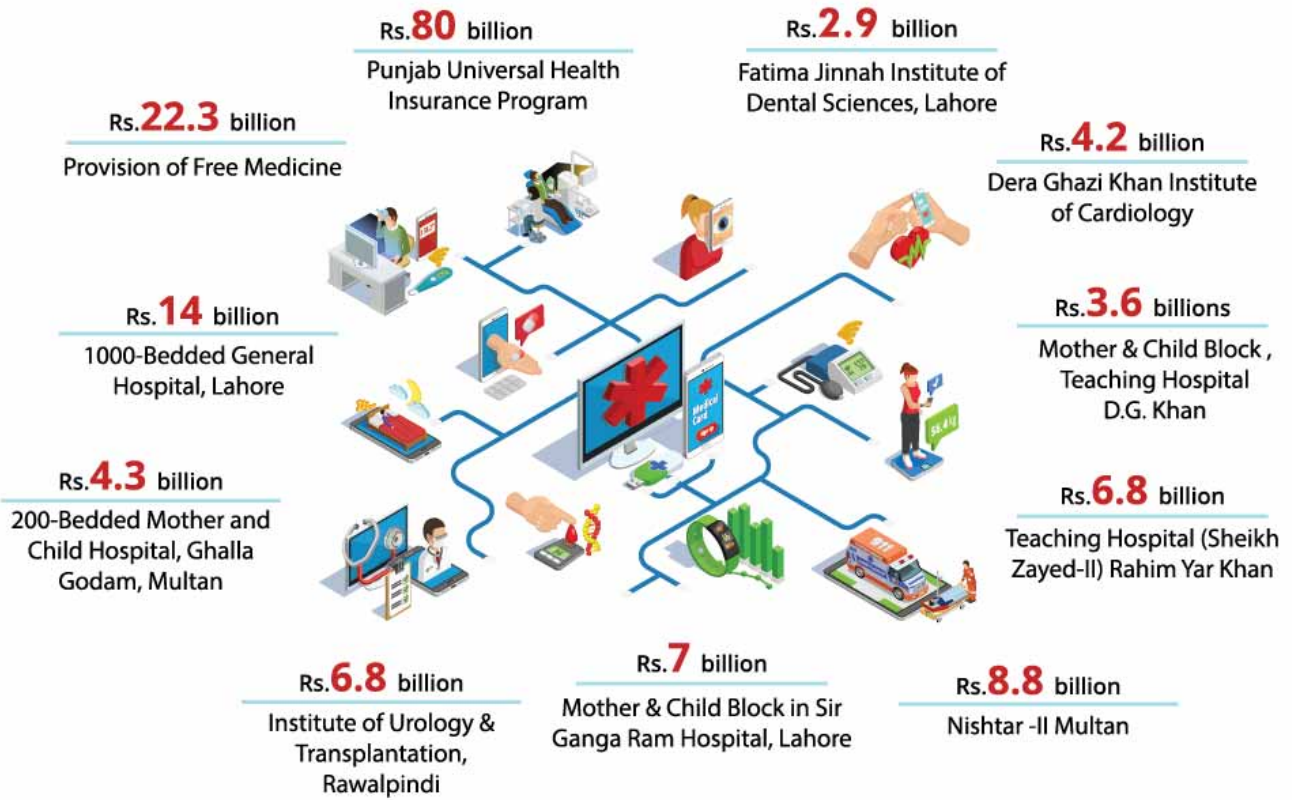 Rs.80 billion
Punjab Universal Health
Insurance Program
Rs.2.9 billion
Fatima Jinnah Institute of
Dental Sciences, Lahore
Rs.22.3 billion
Provision of Free Medicine
Rs.4.2 billion
Dera Ghazi Khan Institute
of Cardiology
Rs.14 billion
1000-Bedded General
Hospital, Lahore
Rs.3.6 billions
Mother & Child Block ,
Teaching Hospital
D.G. Khan
Medical
Card
Rs.4.3 billion
200-Bedded Mother and
Child Hospital, Ghalla
Godam, Multan
Rs.6.8 billion
Teaching Hospital (Sheikh
Zayed-II) Rahim Yar Khan
911
Rs.6.8 billion
Institute of Urology &
Transplantation,
Rawalpindi
Rs.7 billion
Mother & Child Block in Sir
Ganga Ram Hospital, Lahore
Rs.8.8 billion
Nishtar -II Multan